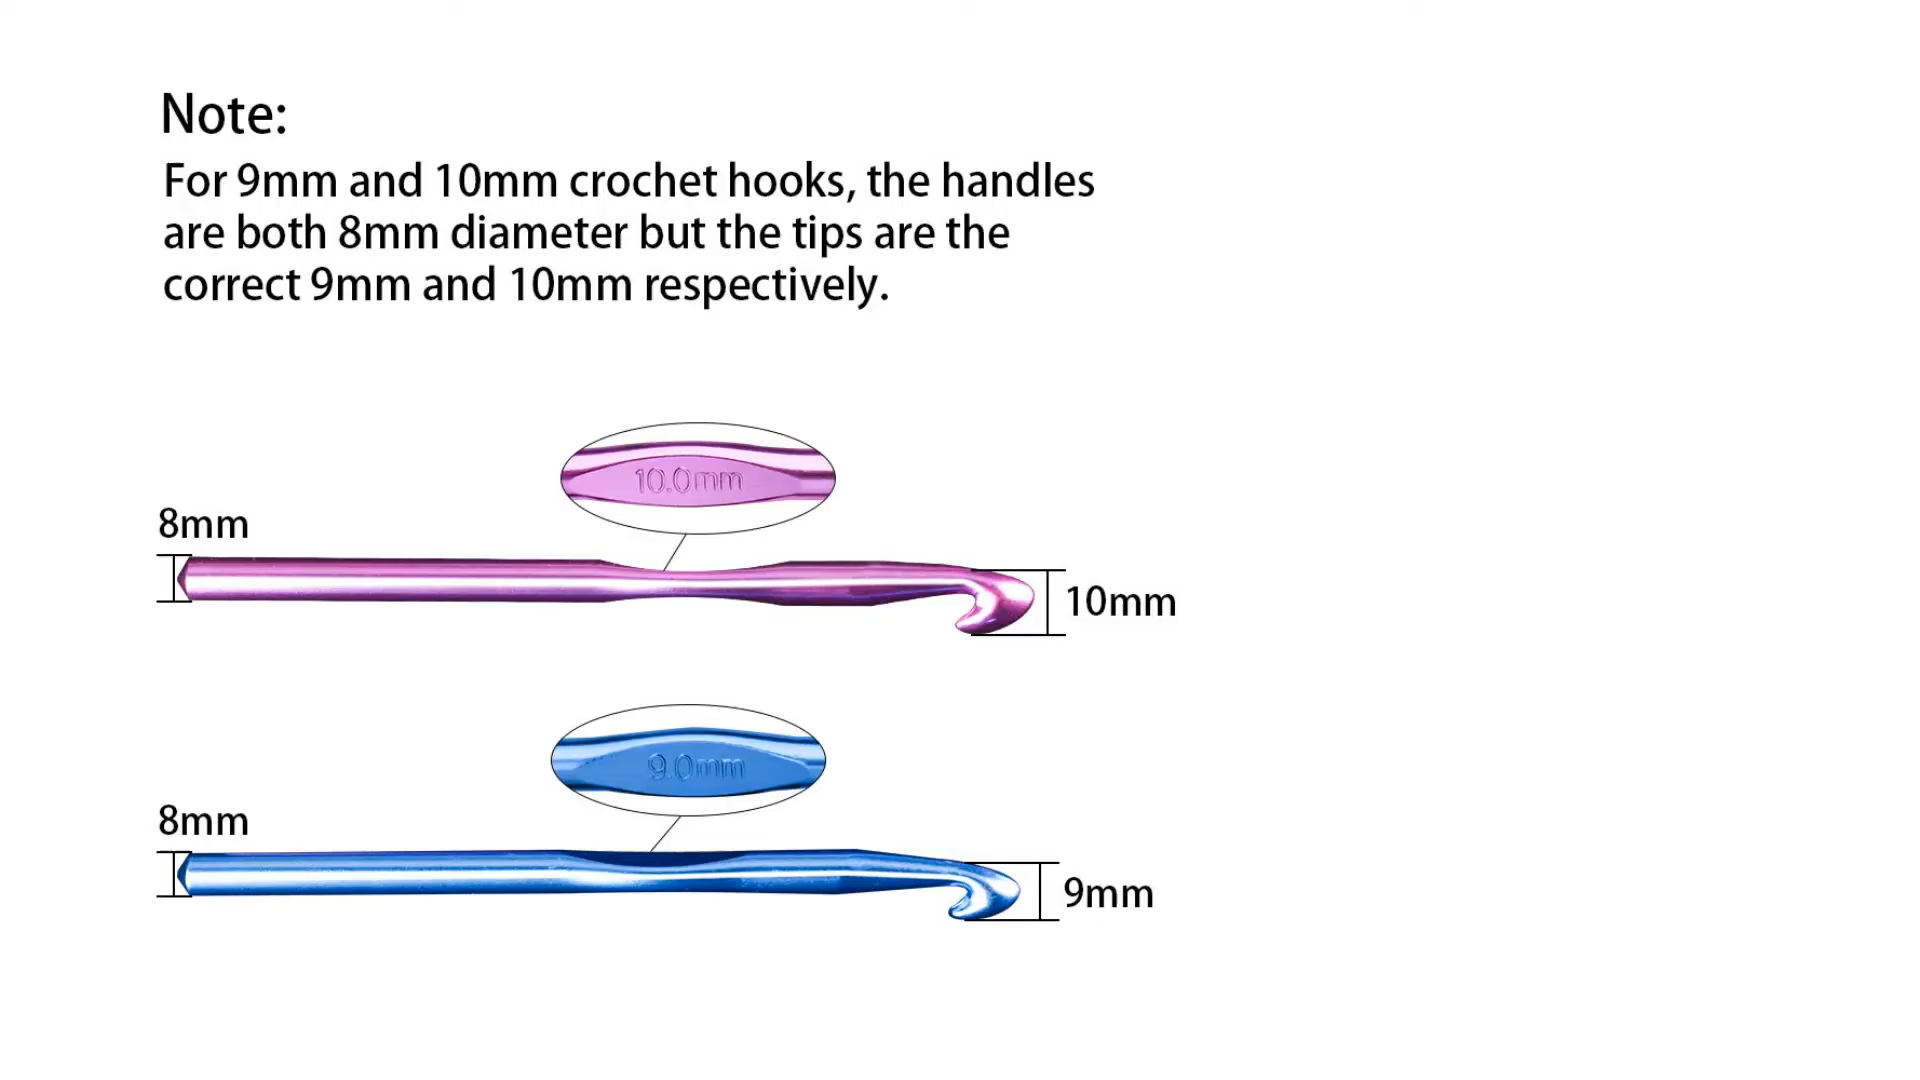 Note:
For 9mm and 10mm crochet hooks, the handles
are both 8mm diameter but the tips are the
correct 9mm and 10mm respectively.
10.0mm
8mm
10mm
9.0mm
8mm
9mm